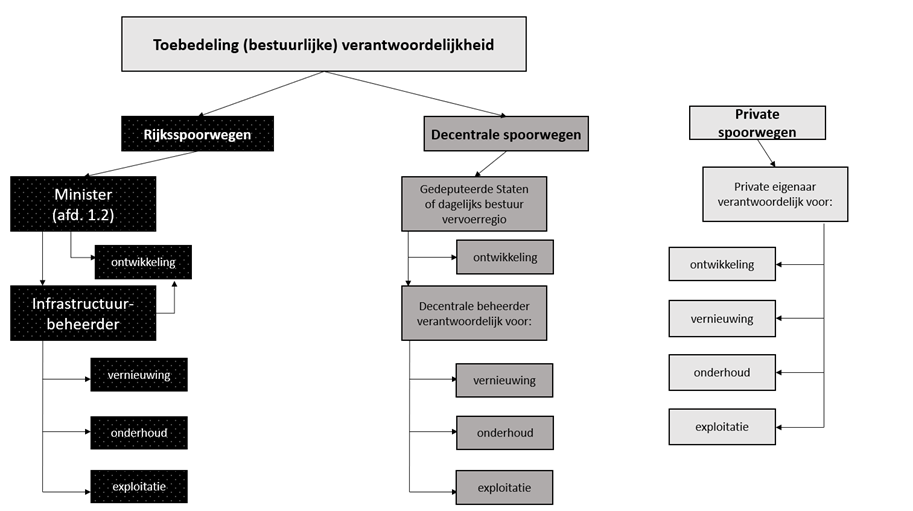 Toebedeling (bestuurlijke) verantwoordelijkheid
Rijksspoorwegen
Minister
(afd. 1.2)
ontwikkeling
Infrastructuur-
beheerder
vernieuwing
onderhoud
exploitatie
Decentrale spoorwegen
Gedeputeerde Staten
of dagelijks bestuur
vervoerregio
ontwikkeling
Decentrale beheerder
verantwoordelijk voor:
vernieuwing
onderhoud
exploitatie
Private
spoorwegen
Private eigenaar
verantwoordelijk voor:
ontwikkeling
vernieuwing
onderhoud
exploitatie